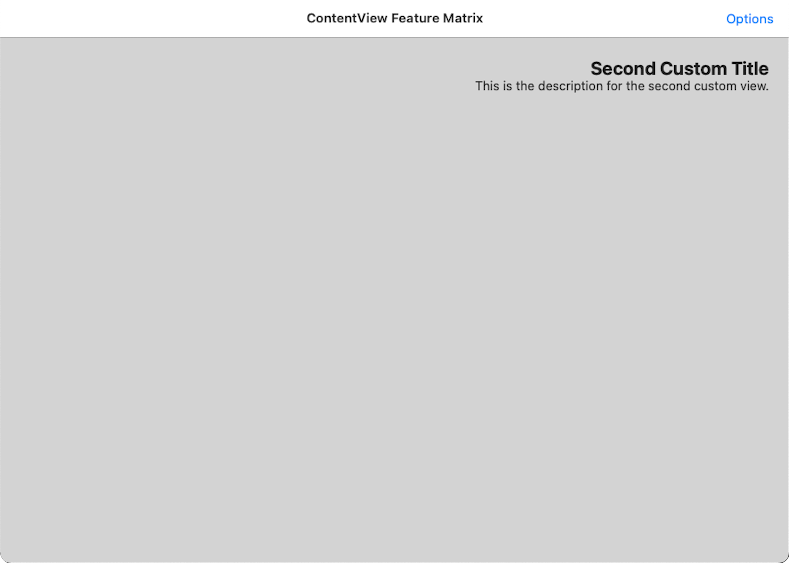 ContentView Feature Matrix
Options
Second Custom Title
This is the description for the second custom view.